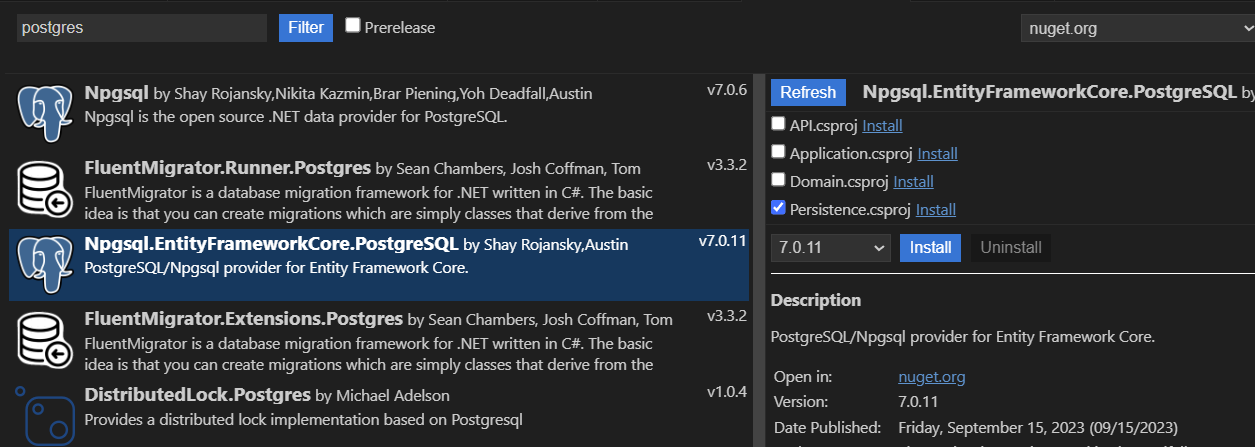 postgres
Filter
Prerelease
nuget.org
Npgsql by Shay Rojansky,Nikita Kazmin,Brar Piening,Yoh Deadfall,Austin
v7.0.6
Npgsql is the open source .NET data provider for PostgreSQL.
FluentMigrator.Runner.Postgres by Sean Chambers, Josh Coffman, Tom
v3.3.2
FluentMigrator is a database migration framework for .NET written in C#. The basic
idea is that you can create migrations which are simply classes that derive from the
Npgsql.EntityFrameworkCore.PostgreSQL by Shay Rojansky,Austin
v7.0.11
PostgreSQL/Npgsql provider for Entity Framework Core.
FluentMigrator.Extensions.Postgres by Sean Chambers, Josh Coffman, Tom
v3.3.2
FluentMigrator is a database migration framework for .NET written in C#. The basic
idea is that you can create migrations which are simply classes that derive from the
DistributedLock.Postgres by Michael Adelson
v1.0.4
Provides a distributed lock implementation based on Postgresql
Refresh
Npgsql.EntityFrameworkCore.PostgreSQL by
API.csproj Install
Application.csproj Install
Domain.csproj Install
Persistence.csproj Install
7.0.11
Install
Uninstall
Description
PostgreSQL/Npgsql provider for Entity Framework Core.
Open in: nuget.org
Version: 7.0.11
Date Published: Friday, September 15, 2023 (09/15/2023)